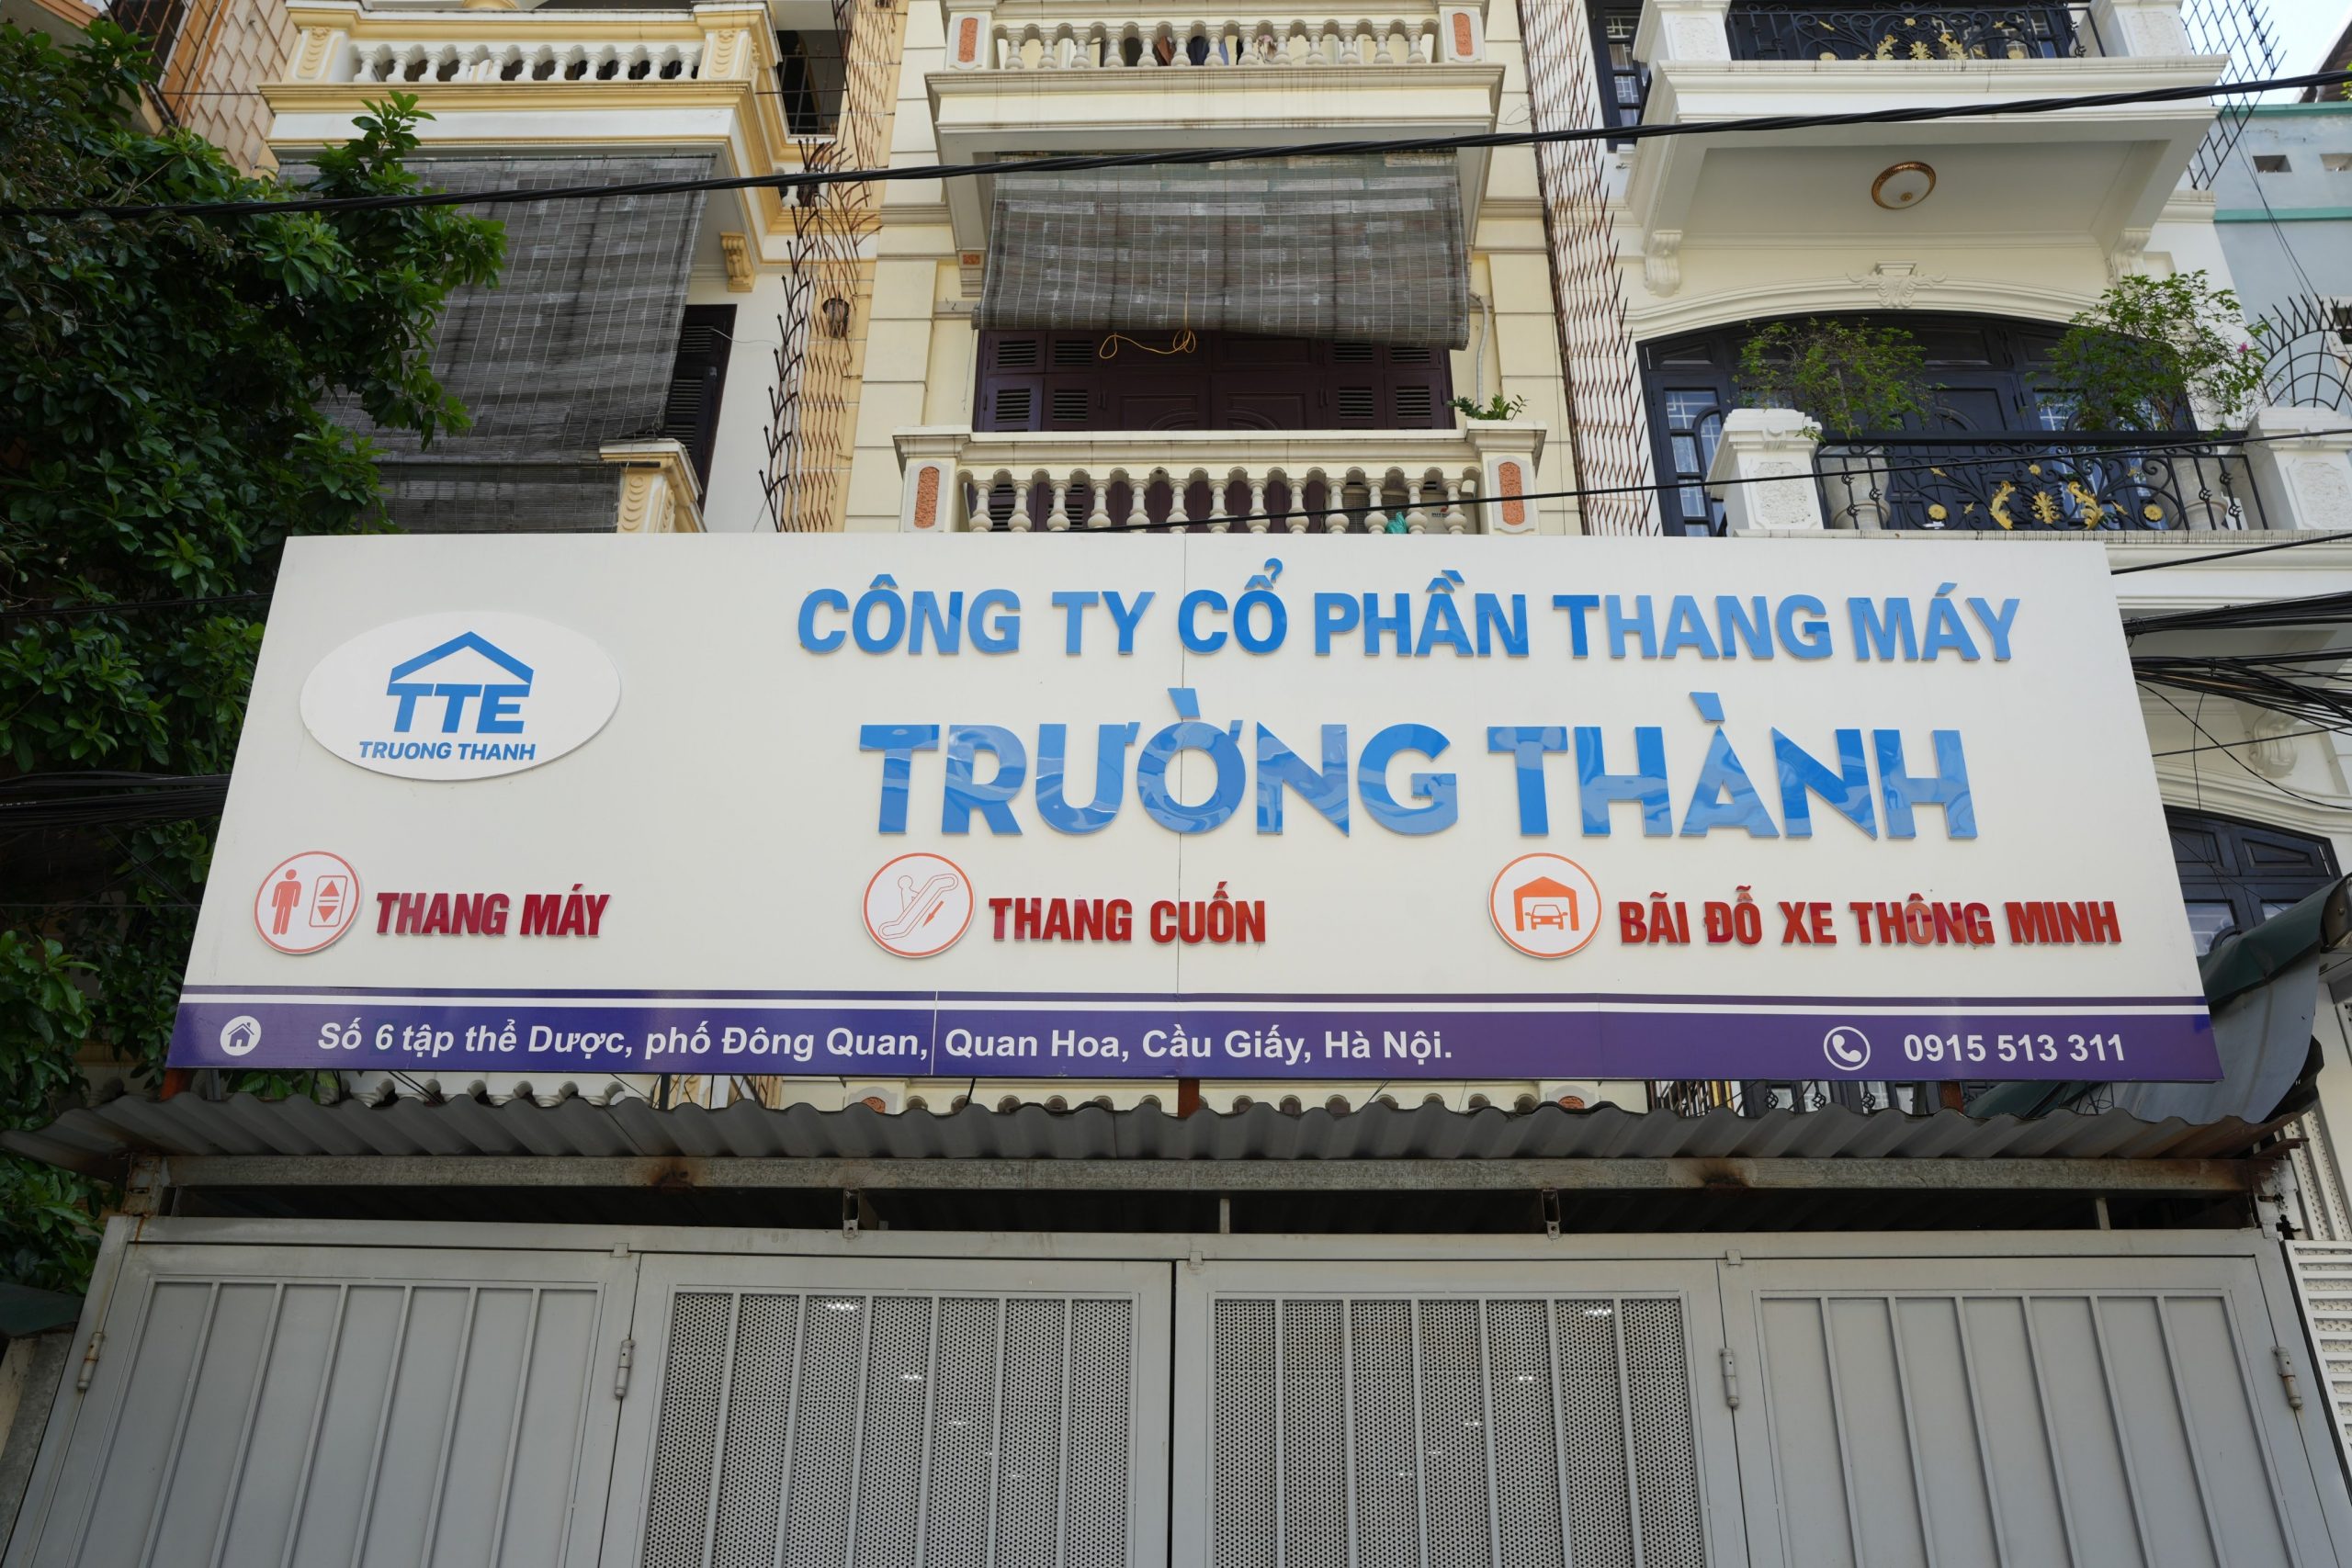 CÔNG TY CỔ PHẦN THANG MÁY
TTE
TRUONG THANH
TRƯỜNG THÀNH
THANG MÁY
THANG CUỐN
BÃI ĐỖ XE THÔNG MINH
Số 6 tập thể Dược, phố Đông Quan, Quan Hoa, Cầu Giấy, Hà Nội.
0915 513 311